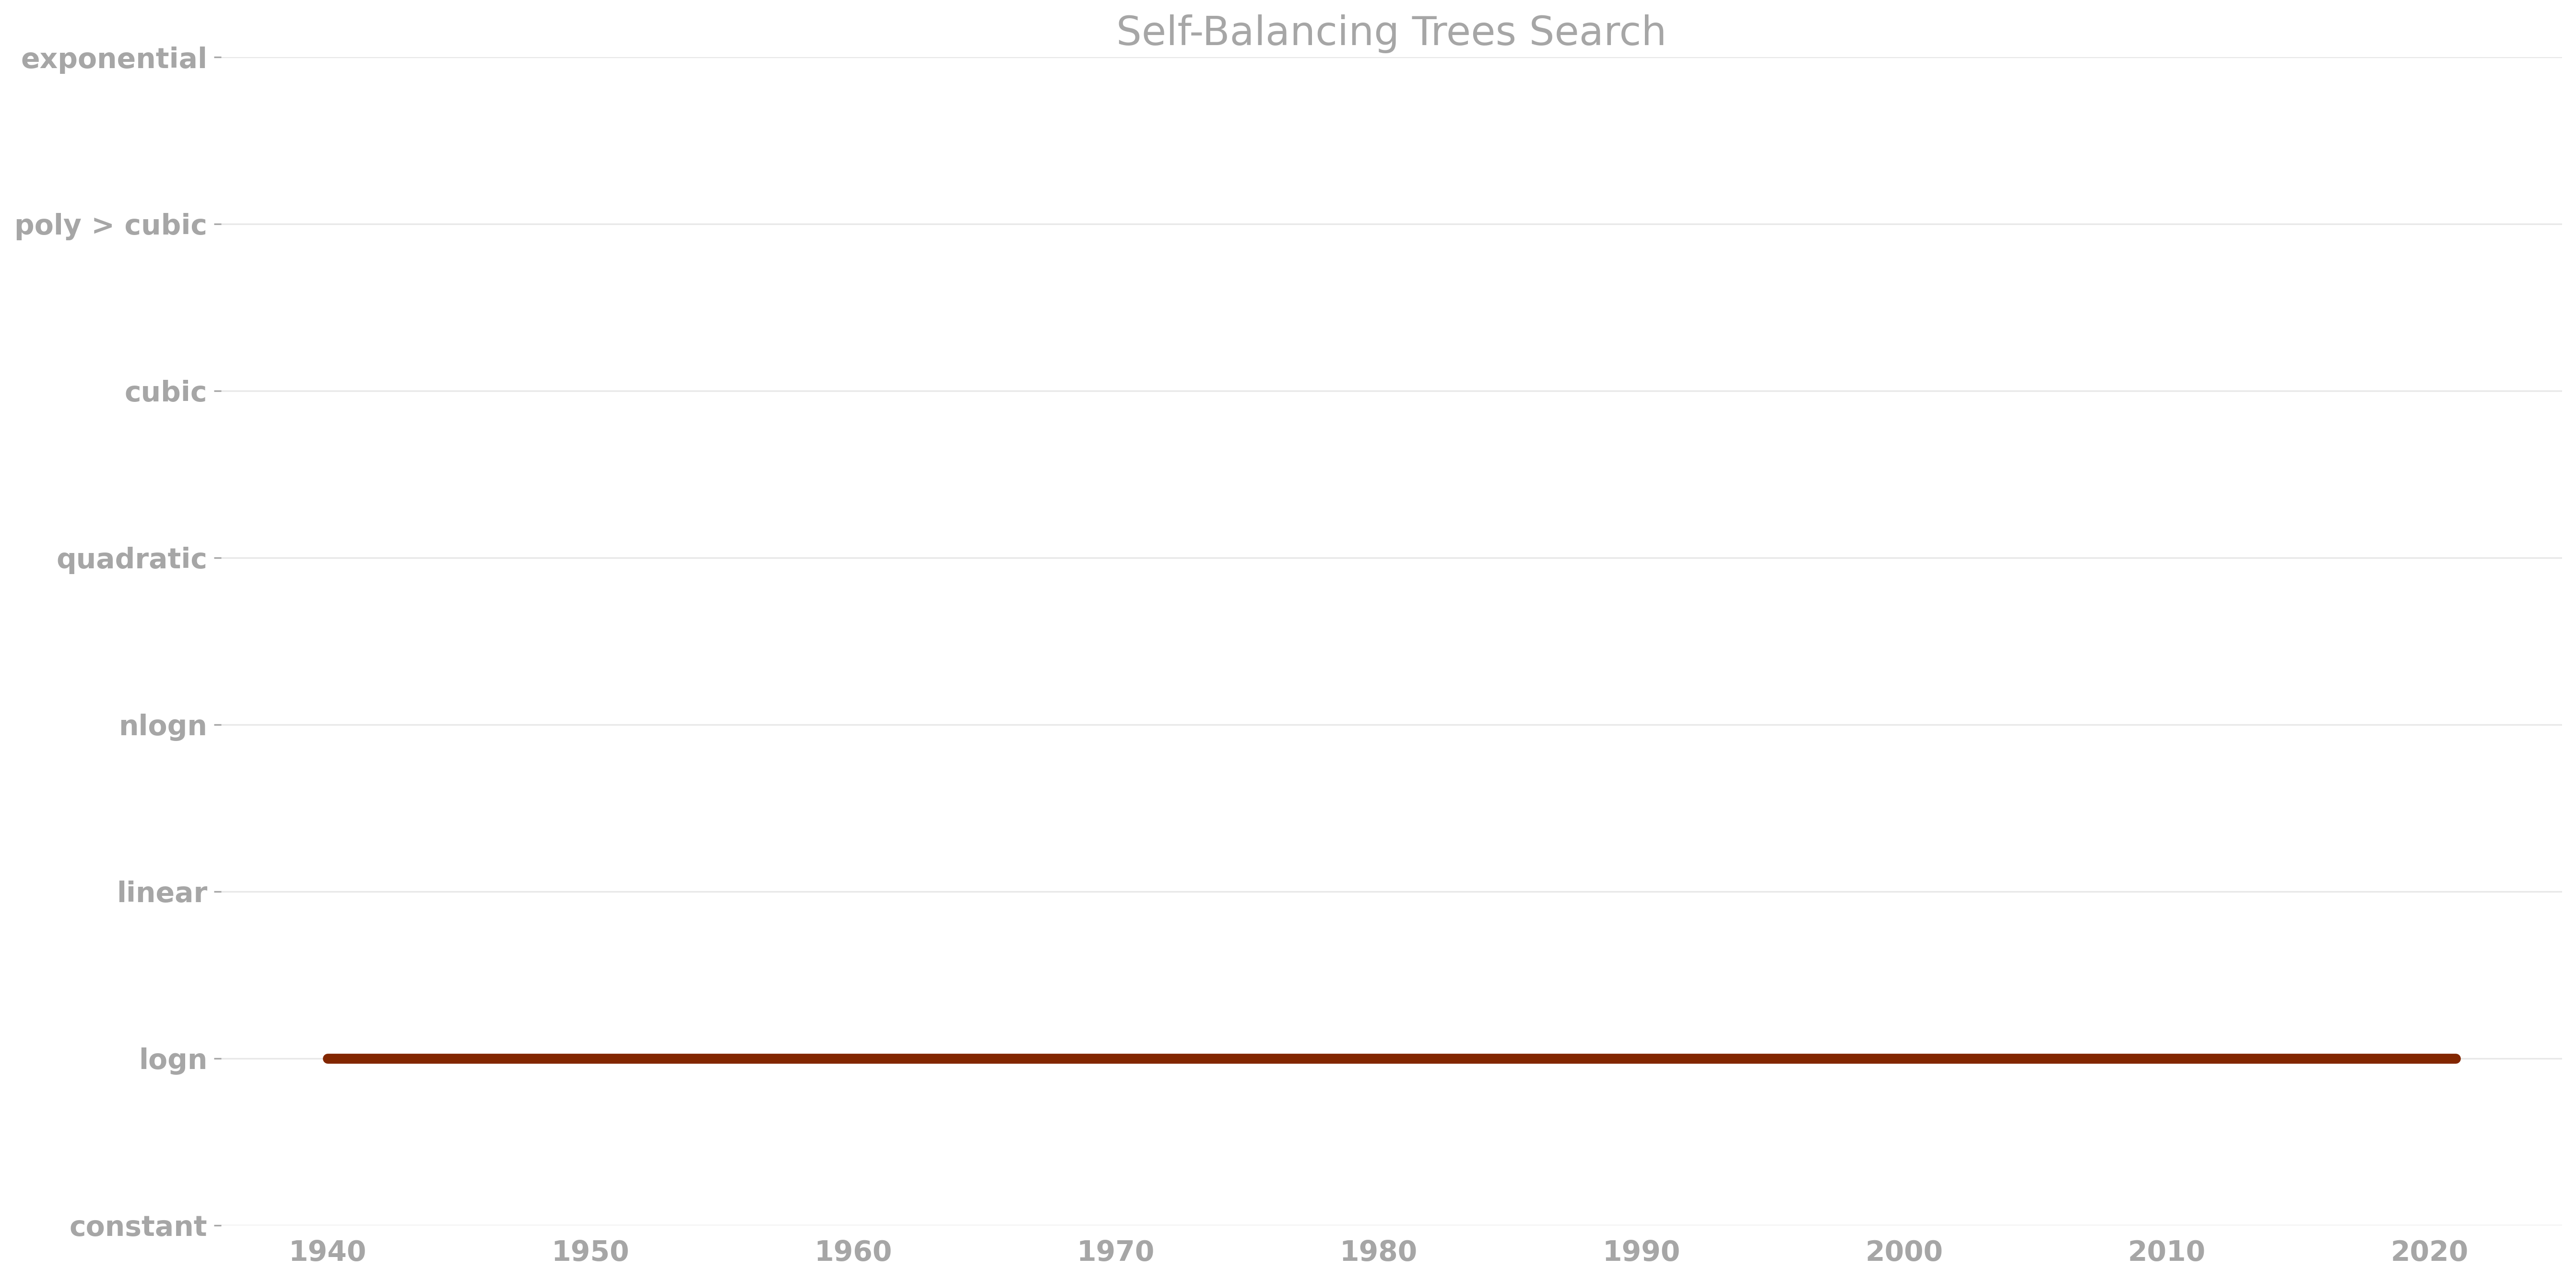 Self-Balancing Trees Search
exponential
poly > cubic
cubic
quadratic
nlogn
linear
logn
constant
1940 1950 1960 1970 1980 1990 2000 2010 2020